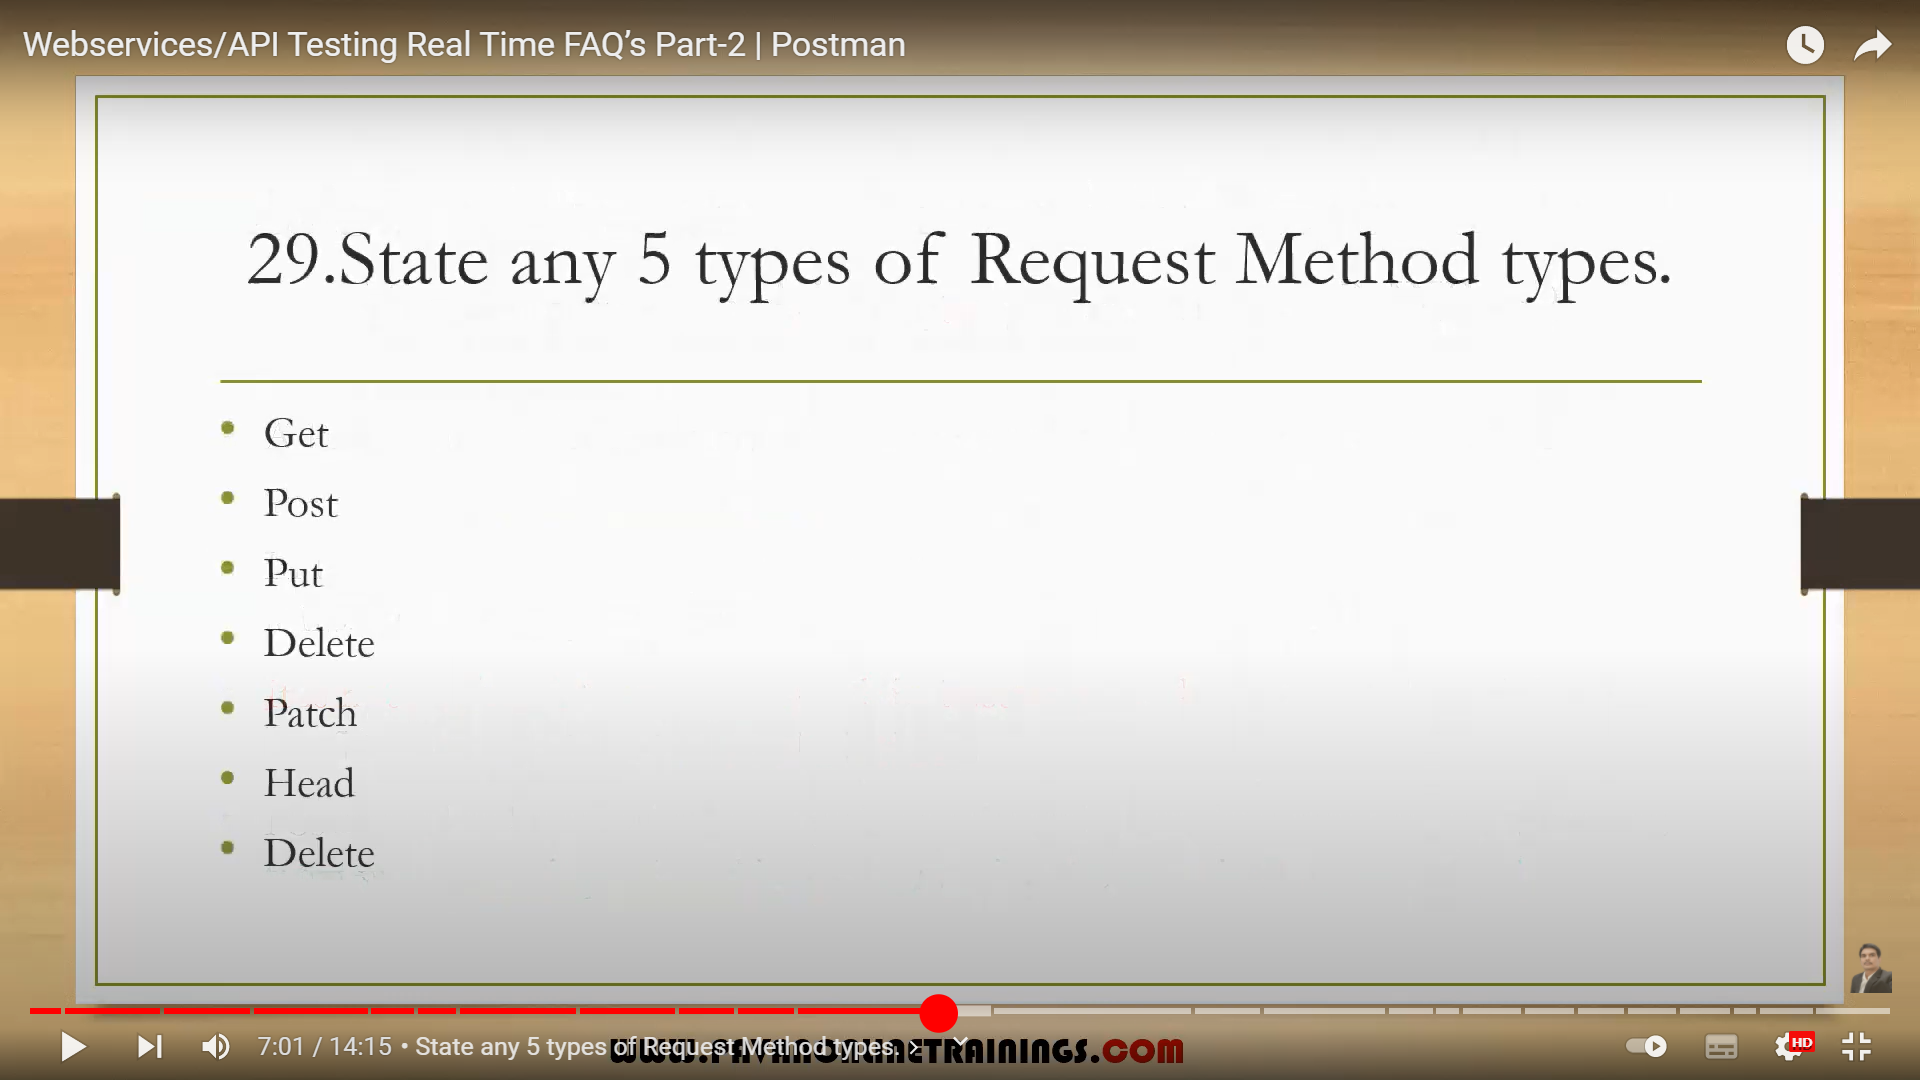 Webservices/API Testing Real Time FAQ’s Part-2 | Postman
29.State any 5 types of Request Method types.
• Get
• Post
• Put
• Delete
• Patch
• Head
• Delete
7:01 / 14:15 • State any 5 types of Request Method types. >
WWW.PAVANONLINETRAININGS.COM
HD